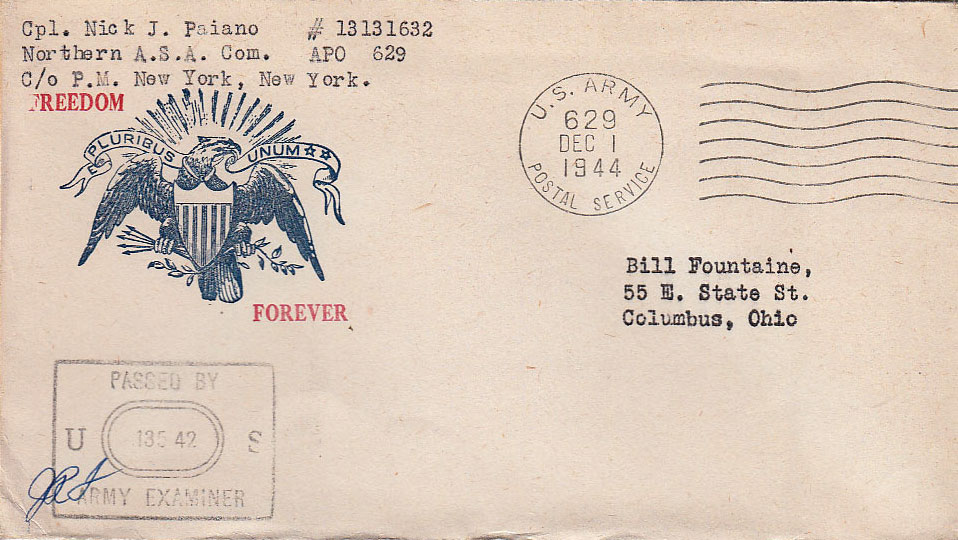 Cpl. Nick J. Paiano # 13131632
Northern A.S.A. Com. APO 629
C/o P.M. New York, New York.
FREEDOM
E PLURIBUS UNUM
FOREVER
U.S. ARMY
629
DEC 1
1944
POSTAL SERVICE
Bill Fountaine,
55 E. State St.
Columbus, Ohio
PASSED BY
U 13542 S
ARMY EXAMINER